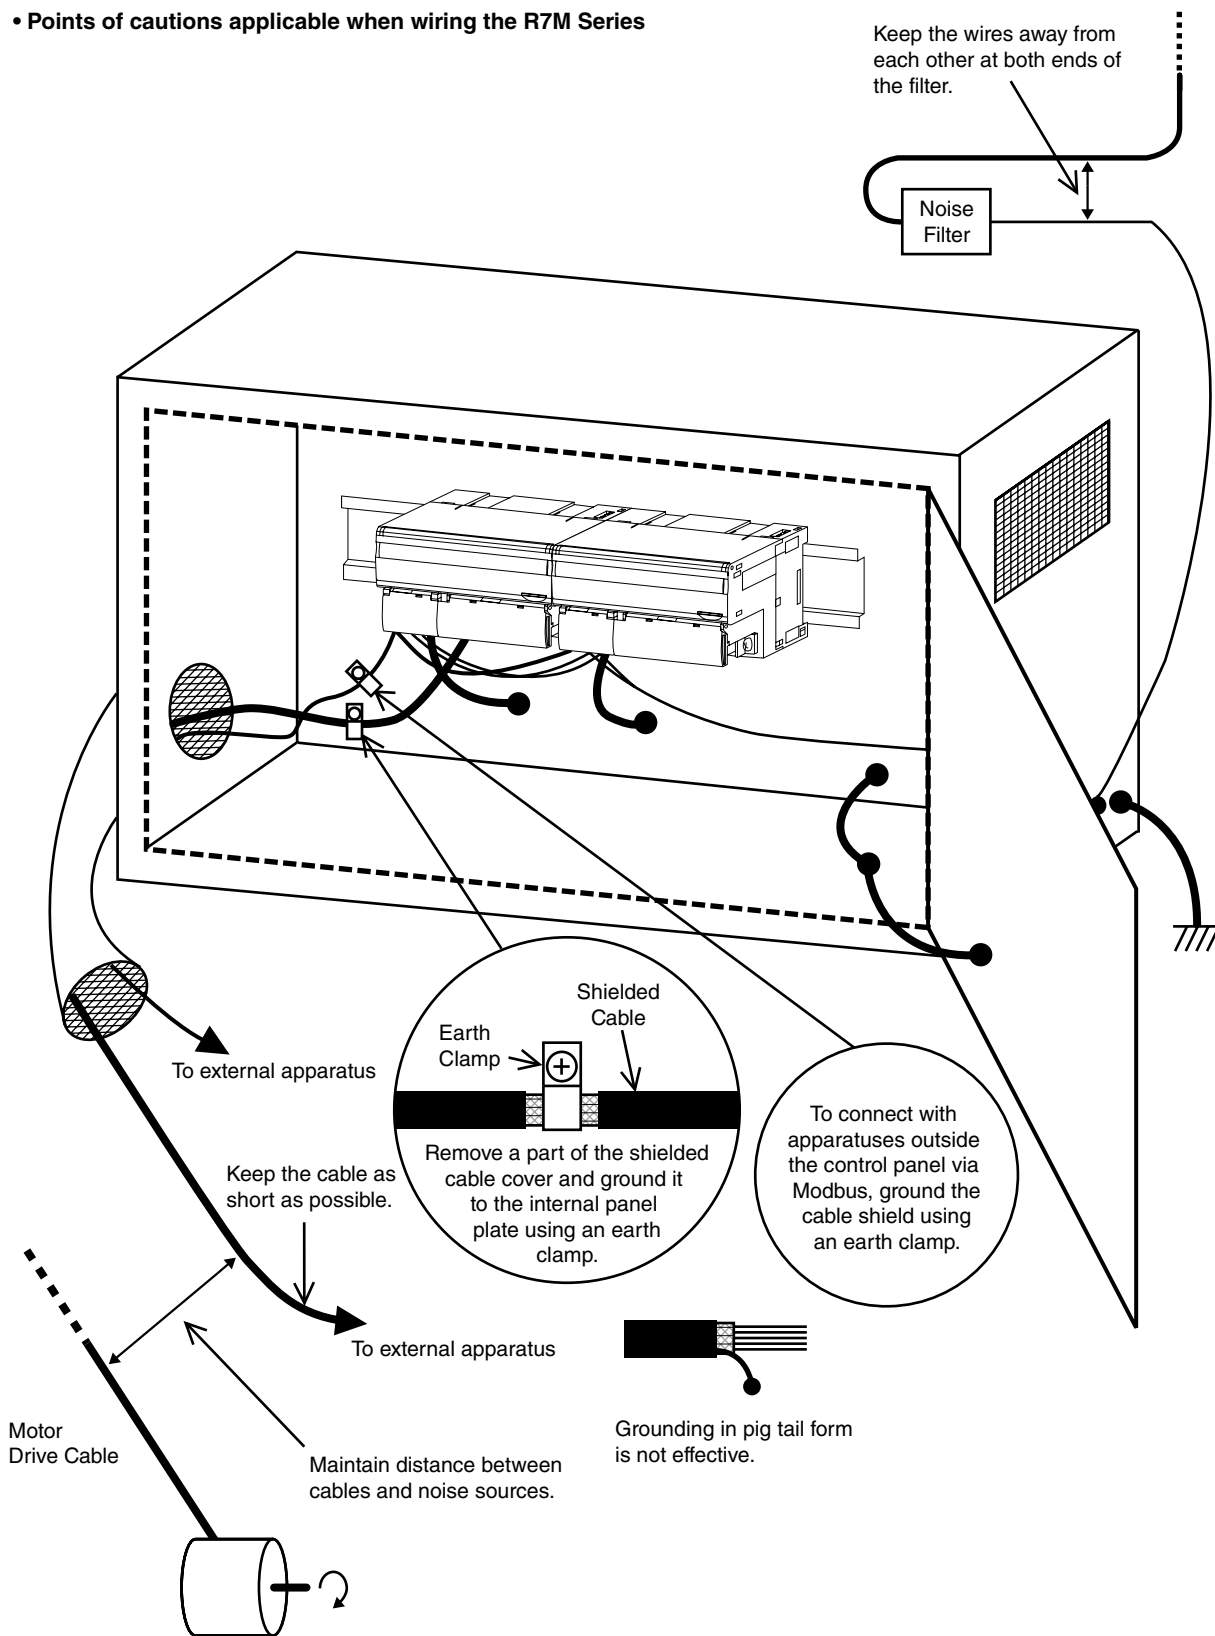 • Points of cautions applicable when wiring the R7M Series
Keep the wires away from
each other at both ends of
the filter.
Noise
Filter
Shielded
Cable
Earth
Clamp
To external apparatus
Remove a part of the shielded
cable cover and ground it
to the internal panel
plate using an earth
clamp.
To connect with
apparatuses outside
the control panel via
Modbus, ground the
cable shield using
an earth clamp.
Keep the cable as
short as possible.
To external apparatus
Motor
Drive Cable
Maintain distance between
cables and noise sources.
Grounding in pig tail form
is not effective.